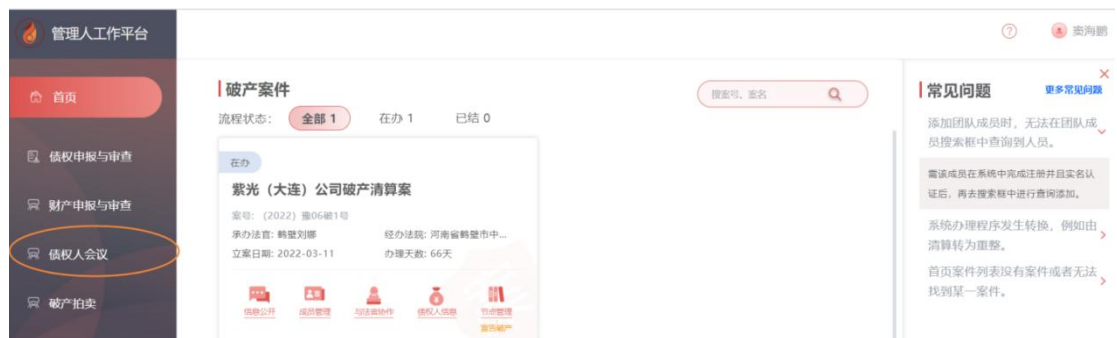 管理人工作平台
窦海鹏
首页
债权申报与审查
财产申报与审查
债权人会议
破产拍卖
破产案件
搜案号、案名
流程状态： 全部 1 在办 1 已结 0
在办
紫光（大连）公司破产清算案
案号: （2022）豫06破1号
承办法官: 鹤壁刘娜 经办法院: 河南省鹤壁市中...
立案日期: 2022-03-11 办理天数: 66天
信息公开 成员管理 与法官协作 债权人信息 节点管理
宣告破产
常见问题 更多常见问题
添加团队成员时，无法在团队成
员搜索框中查询到人员。
需该成员在系统中完成注册并且实名认
证后，再去搜索框中进行查询添加。
系统办理程序发生转换，例如由
清算转为重整。
首页案件列表没有案件或者无法
找到某一案件。